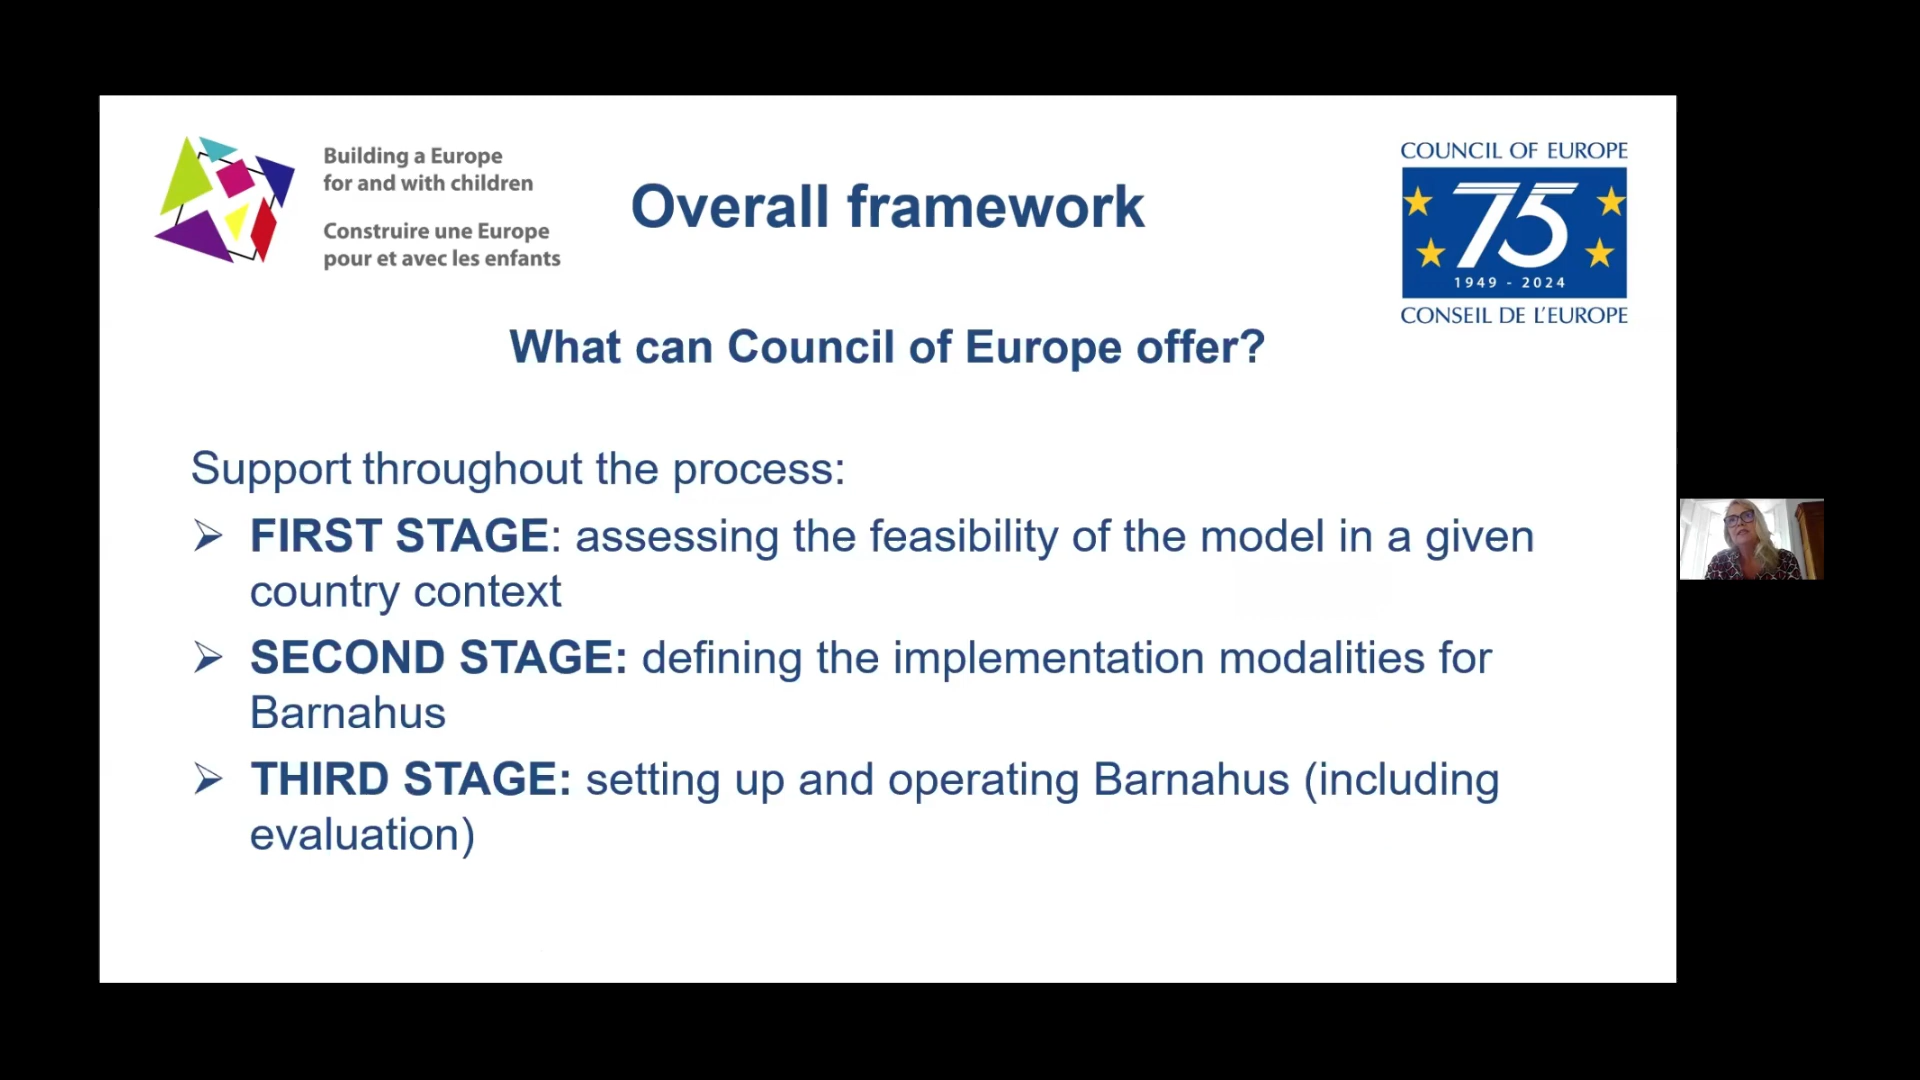 Building a Europe
for and with children
Construire une Europe
pour et avec les enfants
Overall framework
COUNCIL OF EUROPE
75
1949 - 2024
CONSEIL DE L'EUROPE
What can Council of Europe offer?
Support throughout the process:
➢ FIRST STAGE: assessing the feasibility of the model in a given
country context
➢ SECOND STAGE: defining the implementation modalities for
Barnahus
➢ THIRD STAGE: setting up and operating Barnahus (including
evaluation)